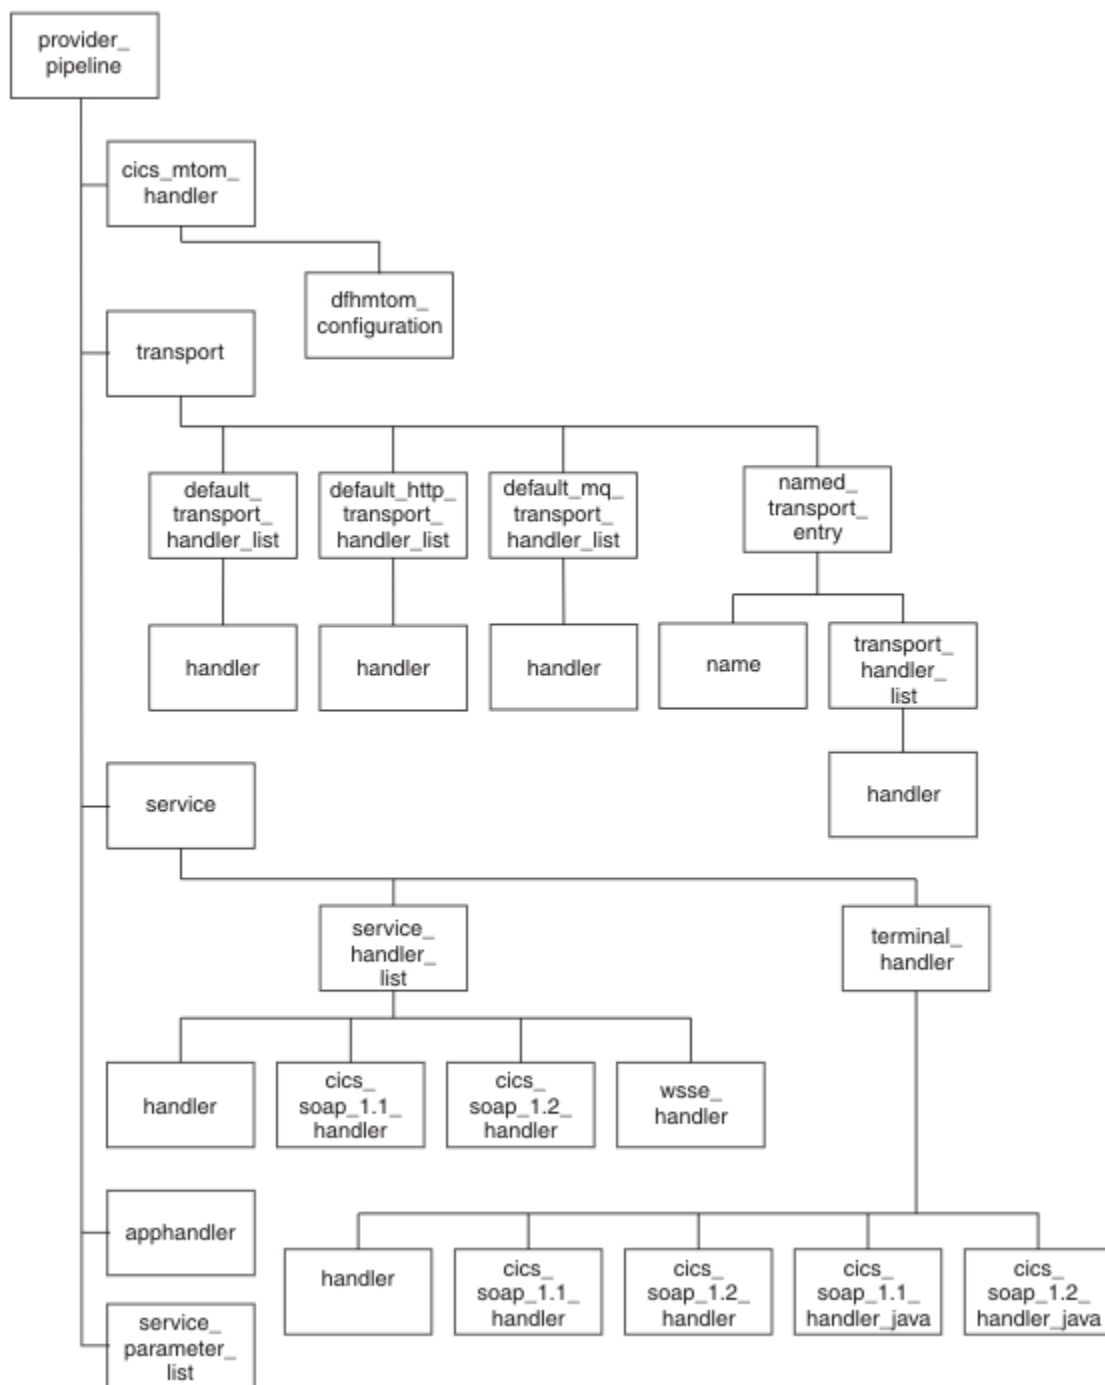 provider_
pipeline
cics_mtom_
handler
dfhmtom_
configuration
transport
default_
transport_
handler_list
default_http_
transport_
handler_list
default_mq_
transport_
handler_list
named_
transport_
entry
handler
handler
handler
name
transport_
handler_
list
handler
service
service_
handler_
list
terminal_
handler
handler
cics_
soap_1.1_
handler
cics_
soap_1.2_
handler
wsse_
handler
apphandler
handler
cics_
soap_1.1_
handler
cics_
soap_1.2_
handler
cics_
soap_1.1_
handler_java
cics_
soap_1.2_
handler_java
service_
parameter_
list